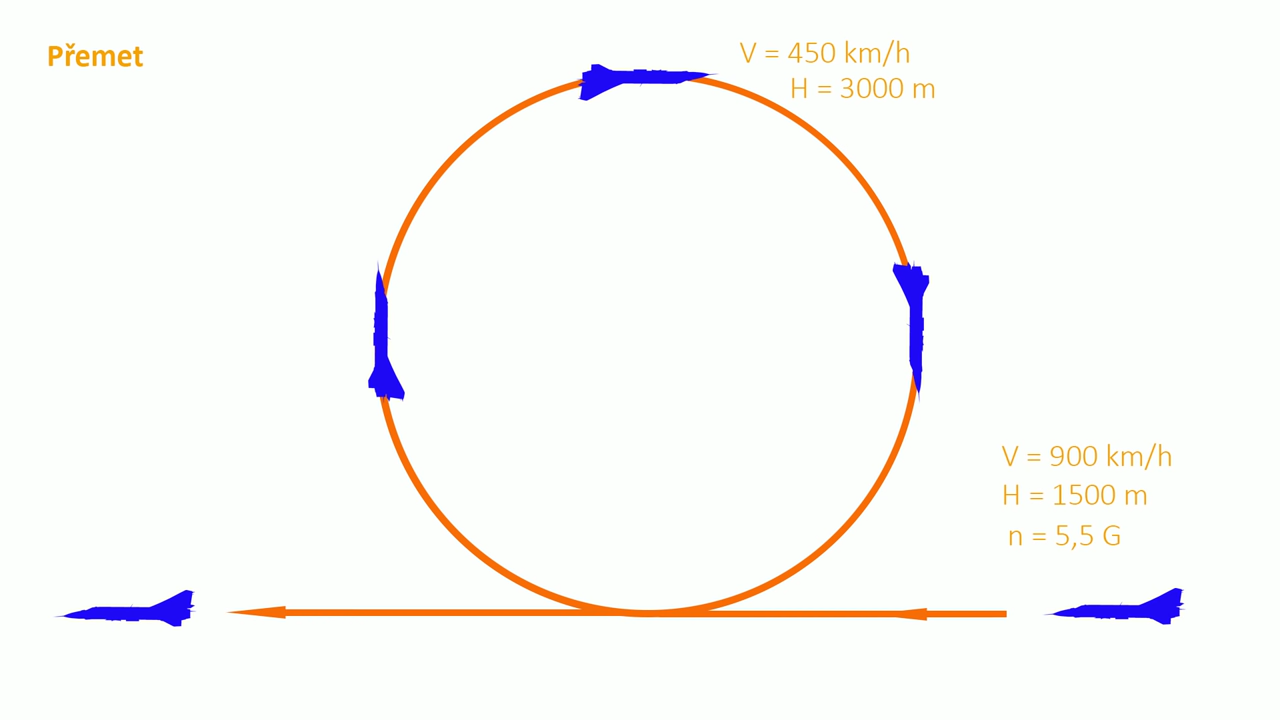 Přemet
V = 450 km/h
H = 3000 m
V = 900 km/h
H = 1500 m
n = 5,5 G